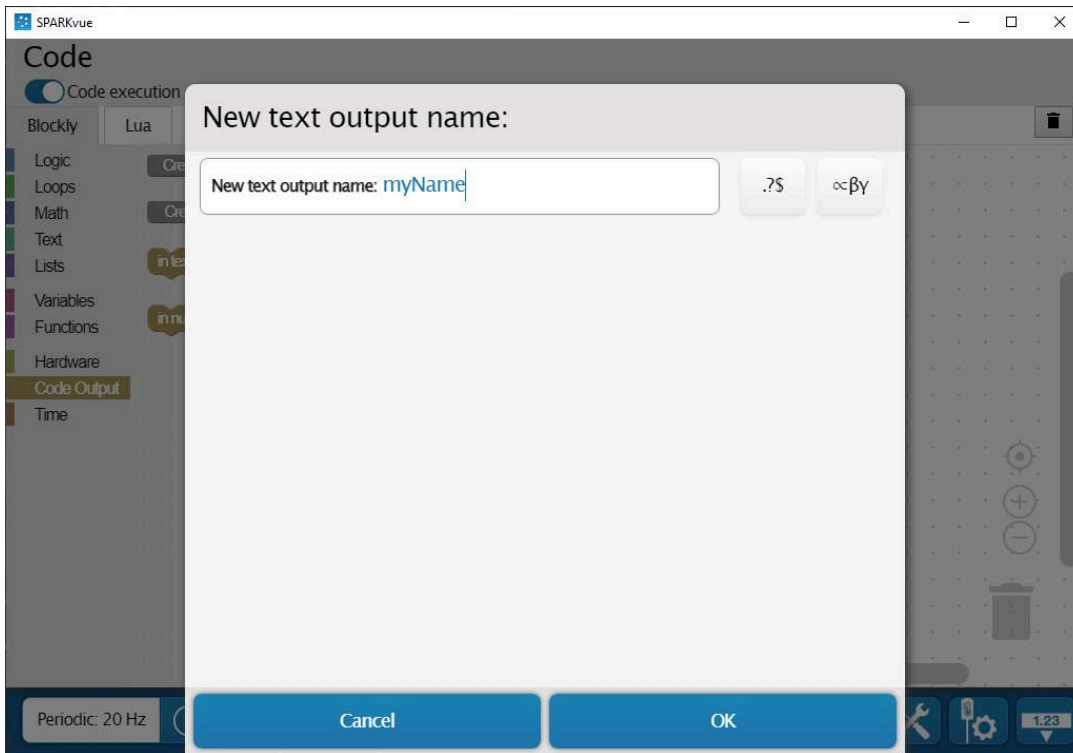 SPARKvue
Code
Code execution
Blockly
Lua
New text output name:
New text output name: myName
.?$
∝βγ
Logic
Loops
Math
Text
Lists
Variables
Functions
Hardware
Code Output
Time
Periodic: 20 Hz
Cancel
OK
1.23